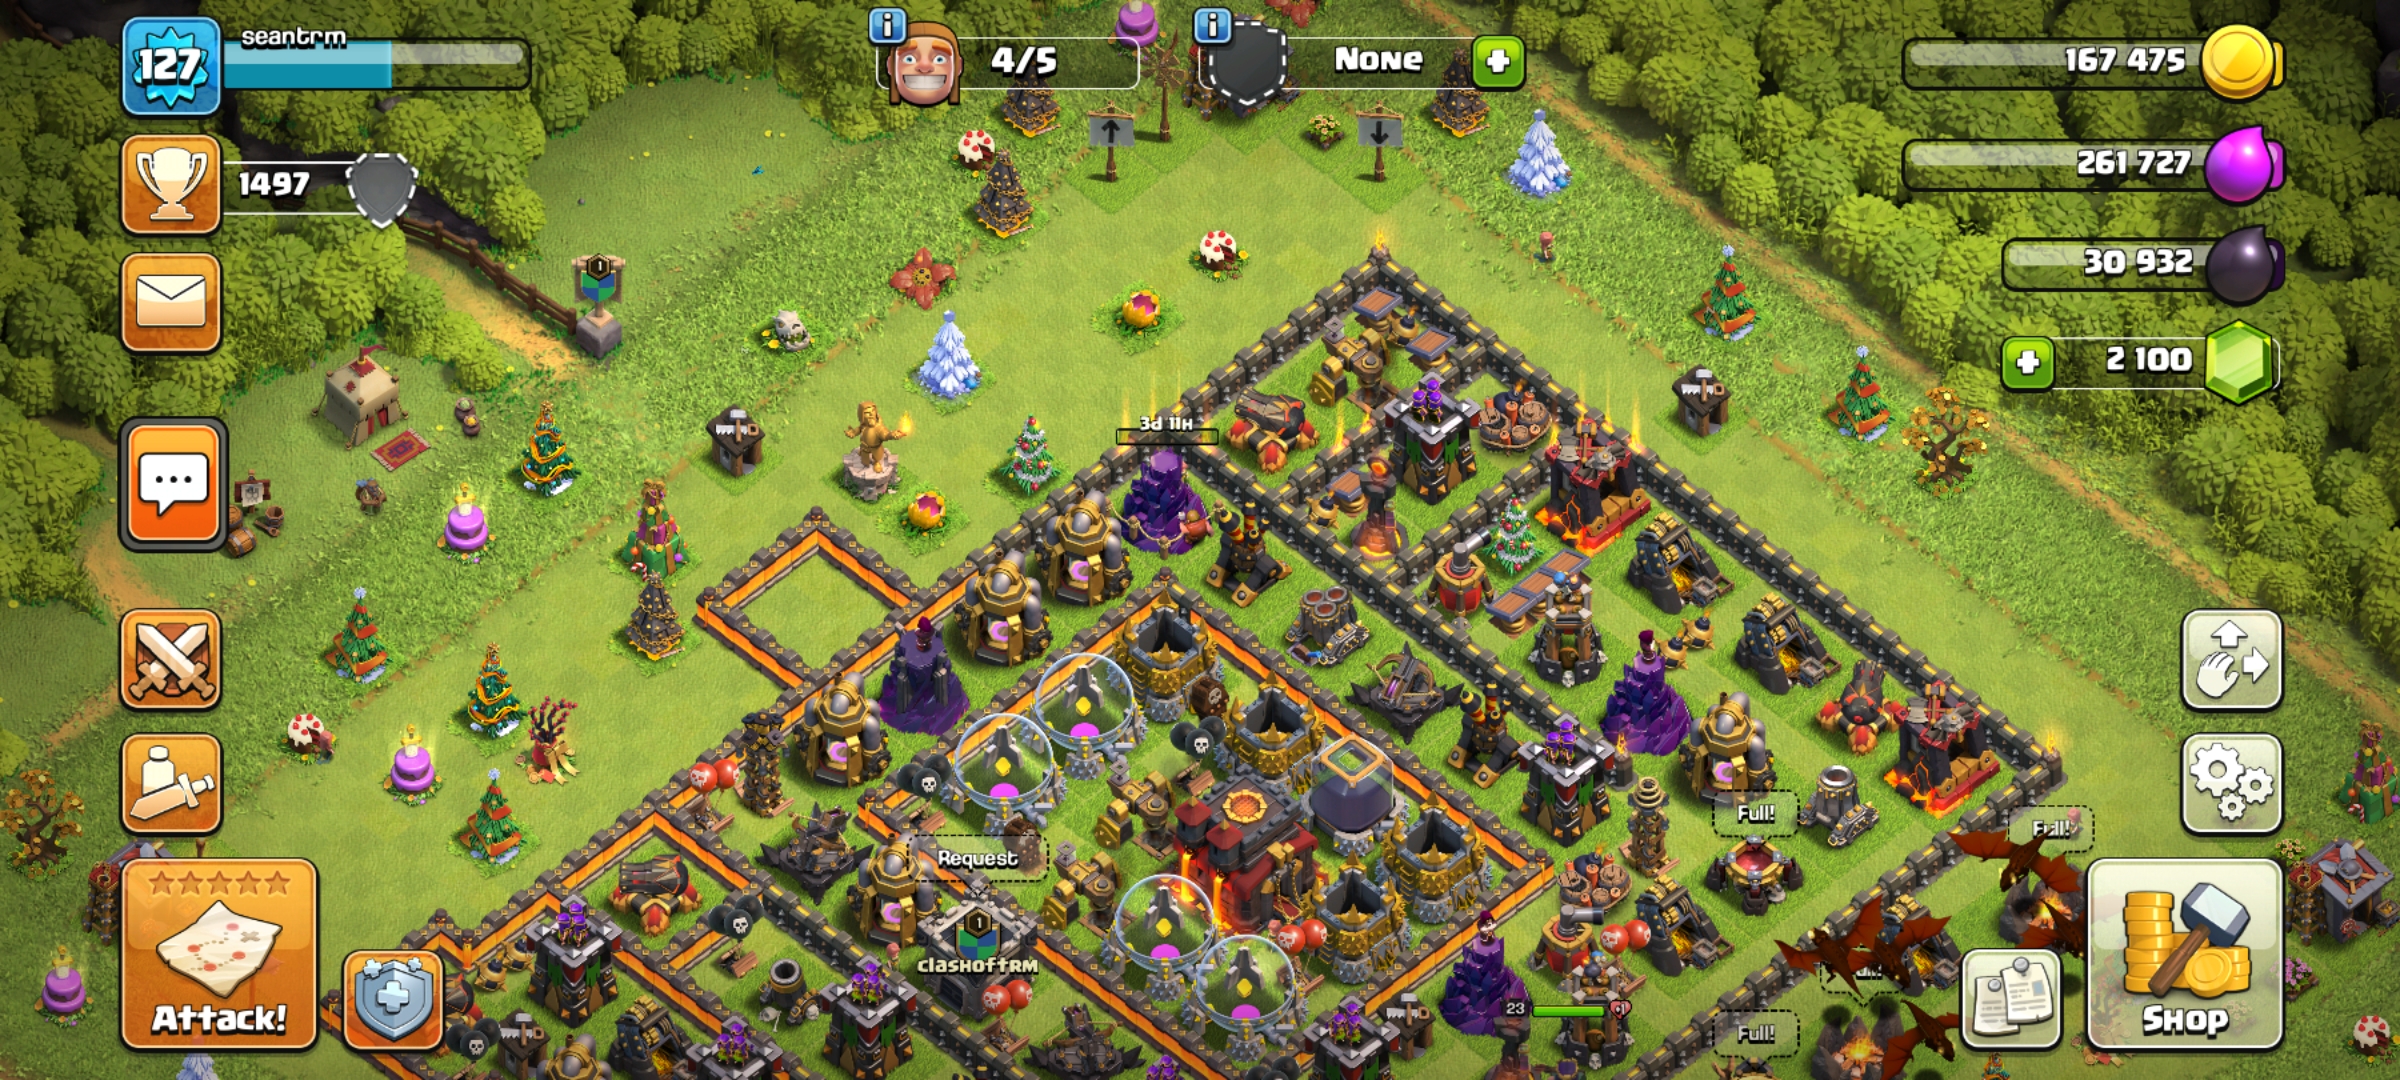 127
seantrm
4/5
None
167 475
1497
261 727
30 932
2 100
3d 11H
Full!
Full!
Request
1
clashoftrm
23
Full!
Attack!
Shop